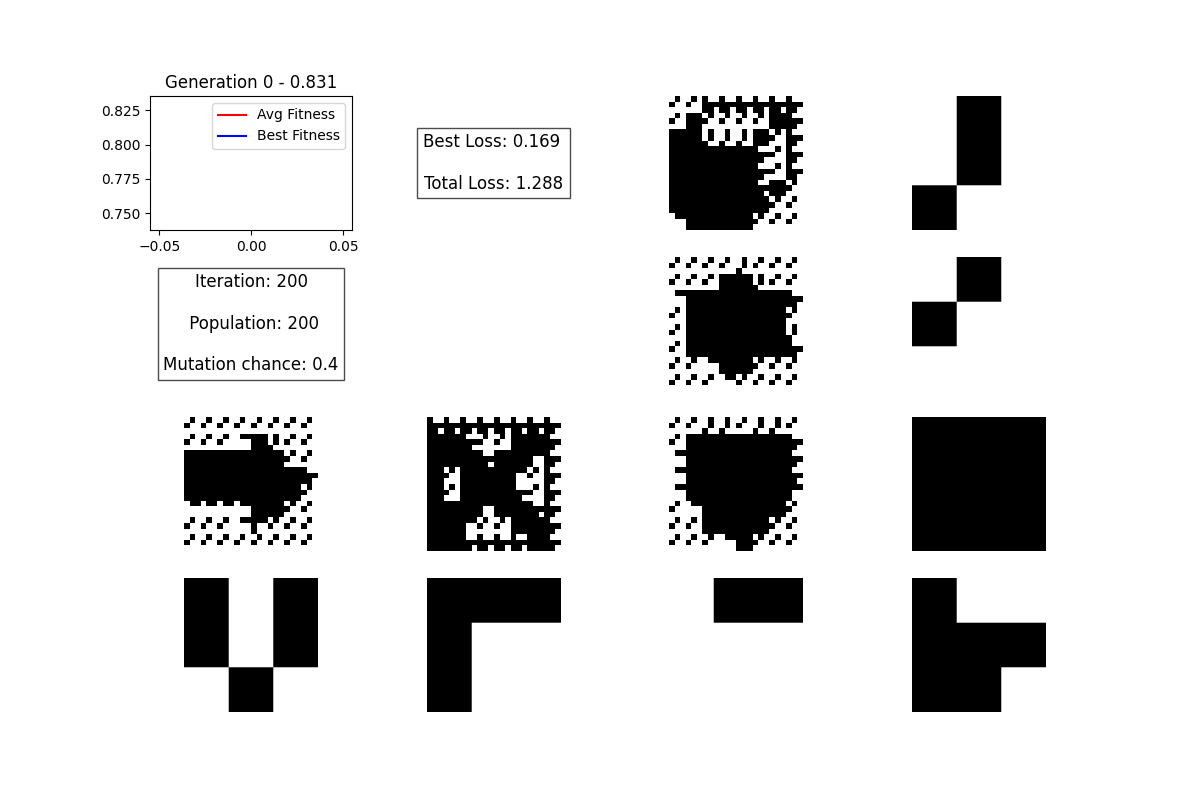 Generation 0 - 0.831
0.825
0.800
0.775
0.750
Avg Fitness
Best Fitness
−0.05 0.00 0.05
Best Loss: 0.169
Total Loss: 1.288
Iteration: 200
Population: 200
Mutation chance: 0.4